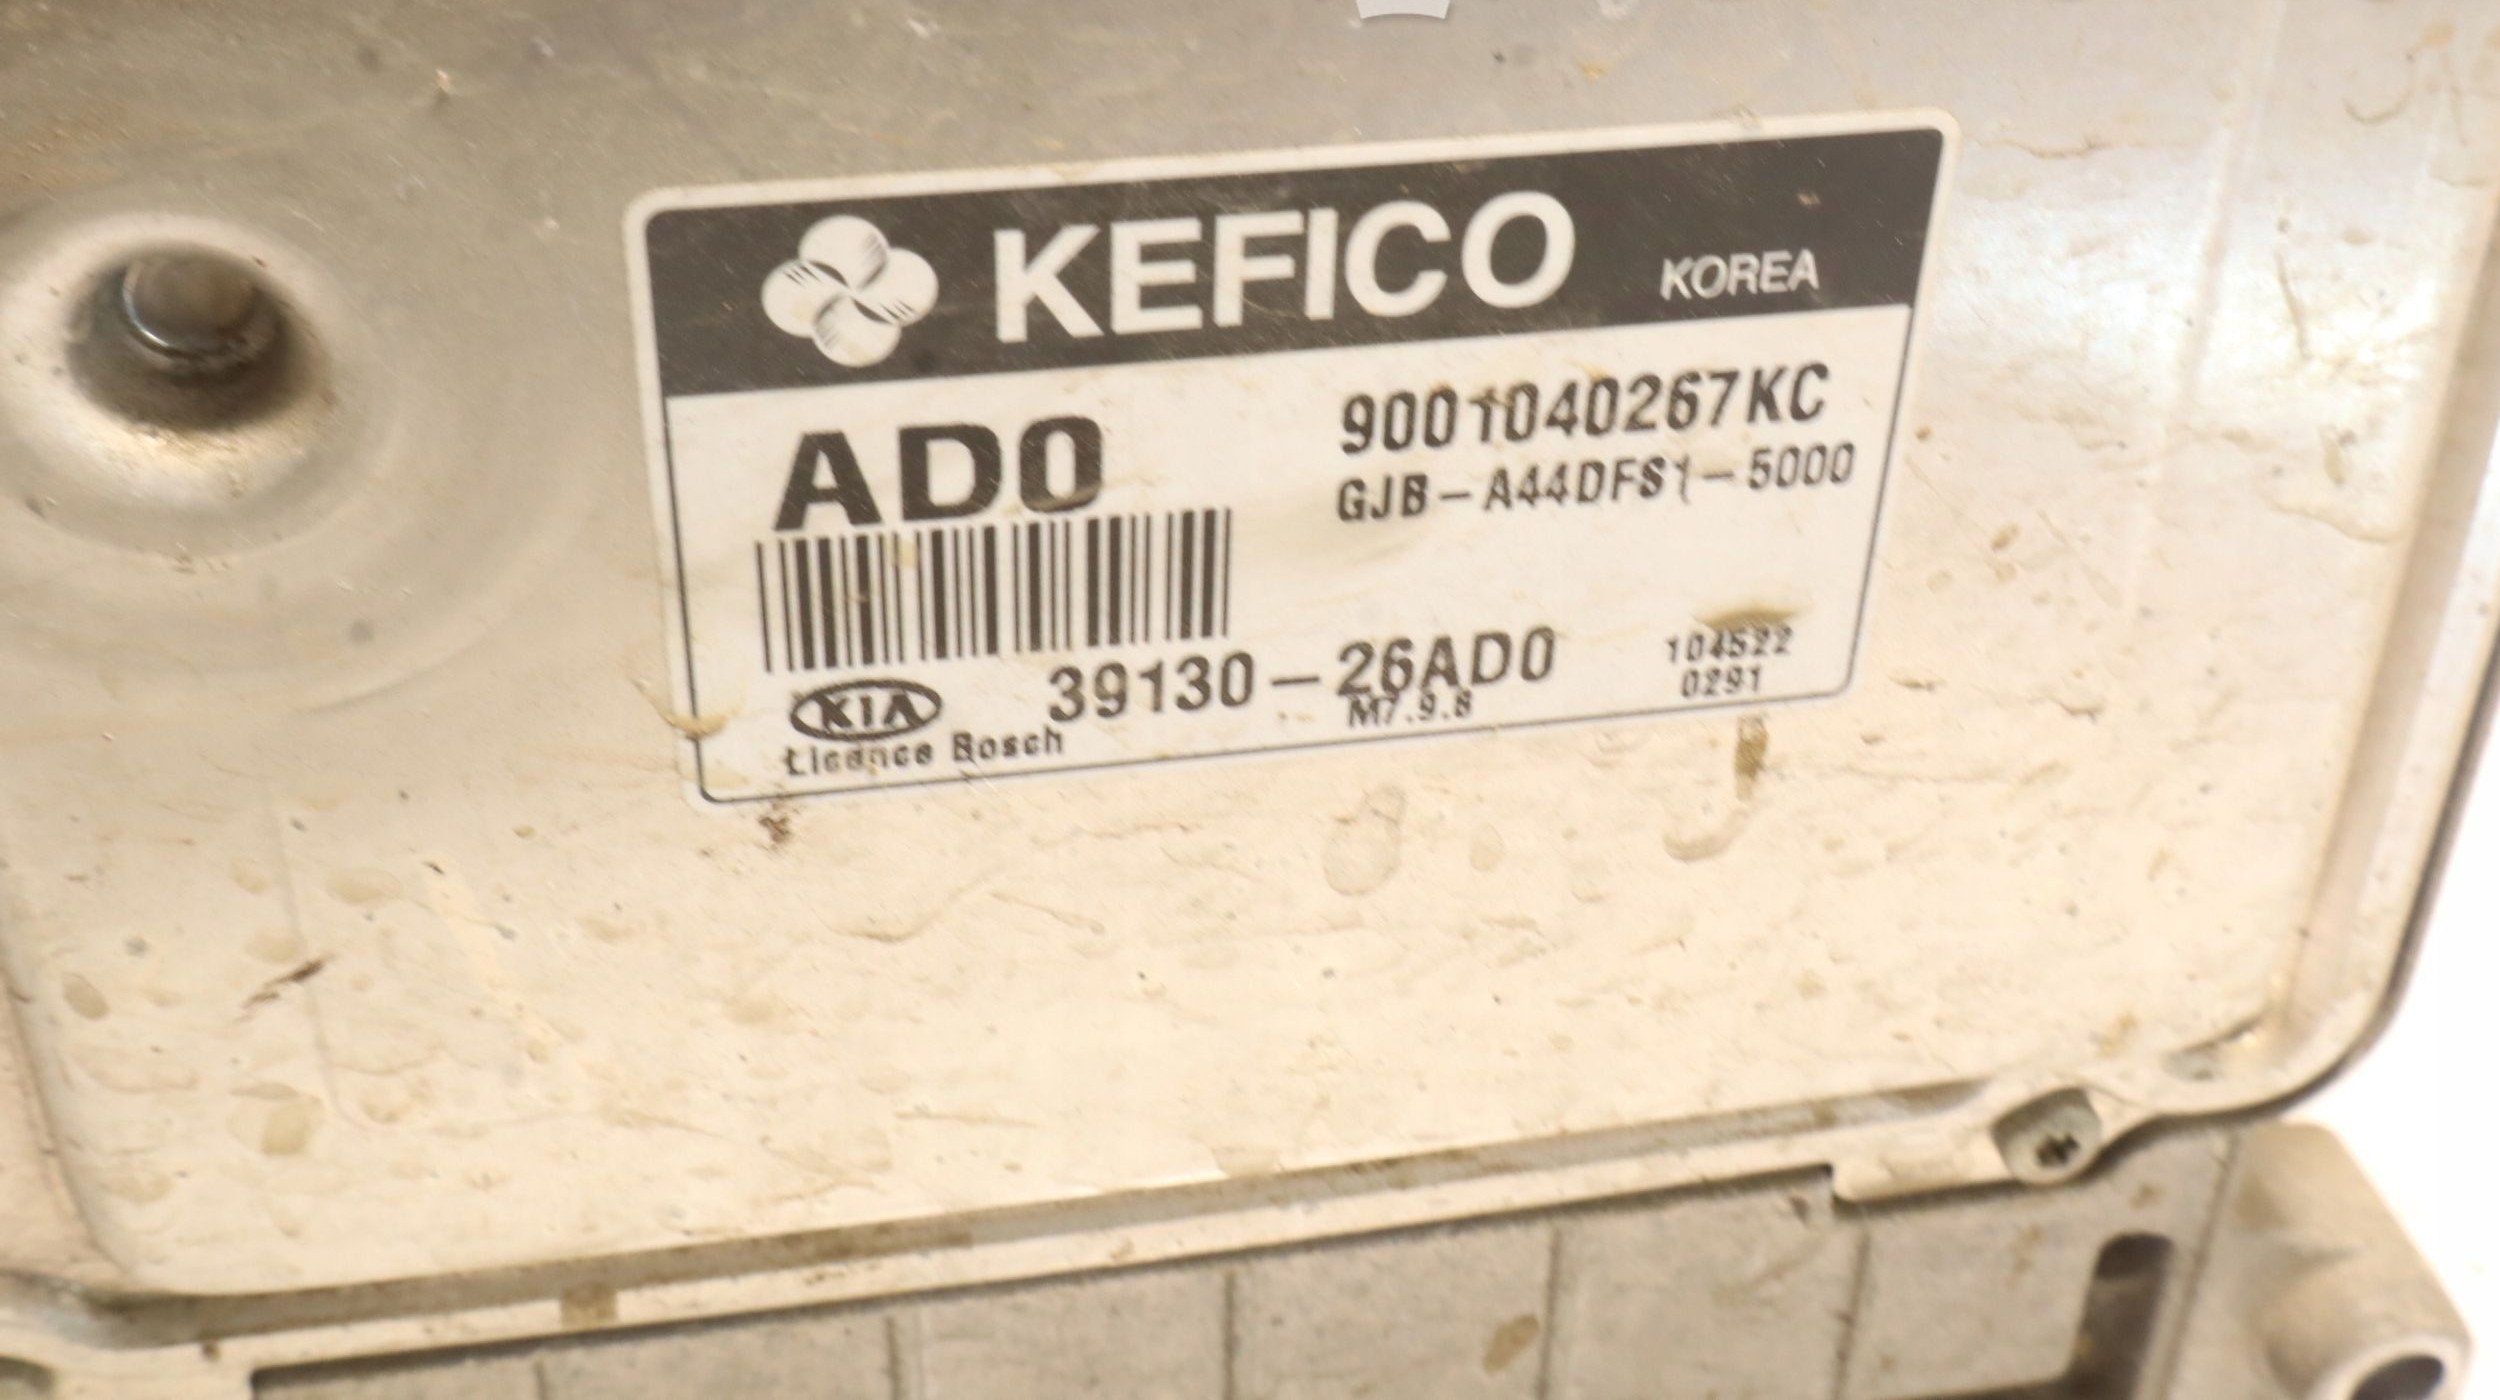 KEFICO KOREA
AD0
9001040267KC
GJB-A44DFS1-5000
39130-26AD0
104522
0291
KIA
M7.9.8
Licence Bosch